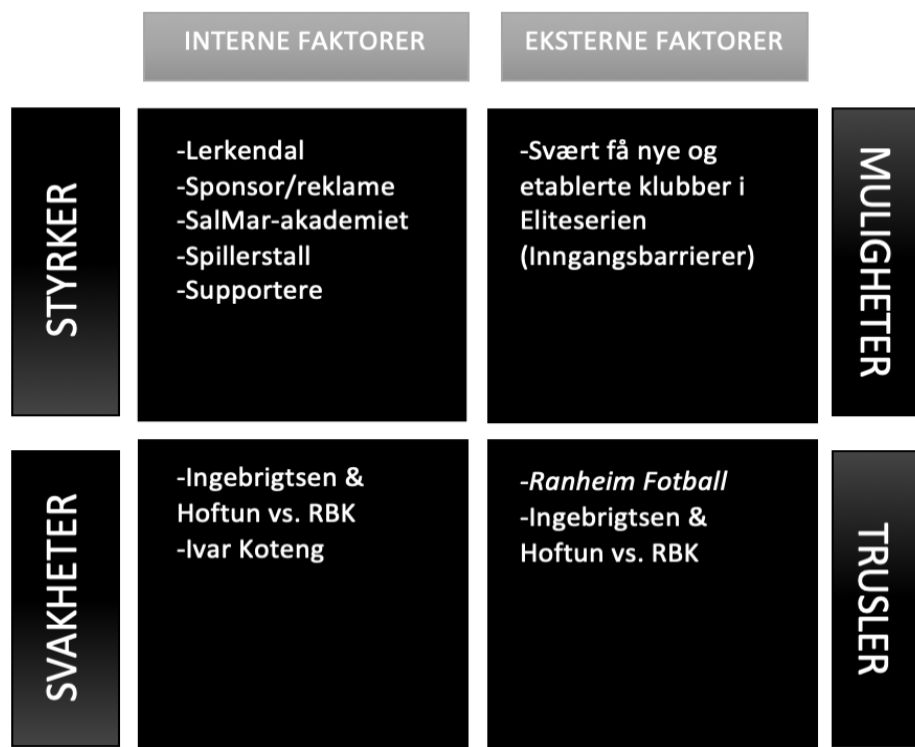 INTERNE FAKTORER
EKSTERNE FAKTORER
STYRKER
-Lerkendal
-Sponsor/reklame
-SalMar-akademiet
-Spillerstall
-Supportere
-Svært få nye og
etablerte klubber i
Eliteserien
(Inngangsbarrierer)
MULIGHETER
SVAKHETER
-Ingebrigtsen &
Hoftun vs. RBK
-Ivar Koteng
-Ranheim Fotball
-Ingebrigtsen &
Hoftun vs. RBK
TRUSLER